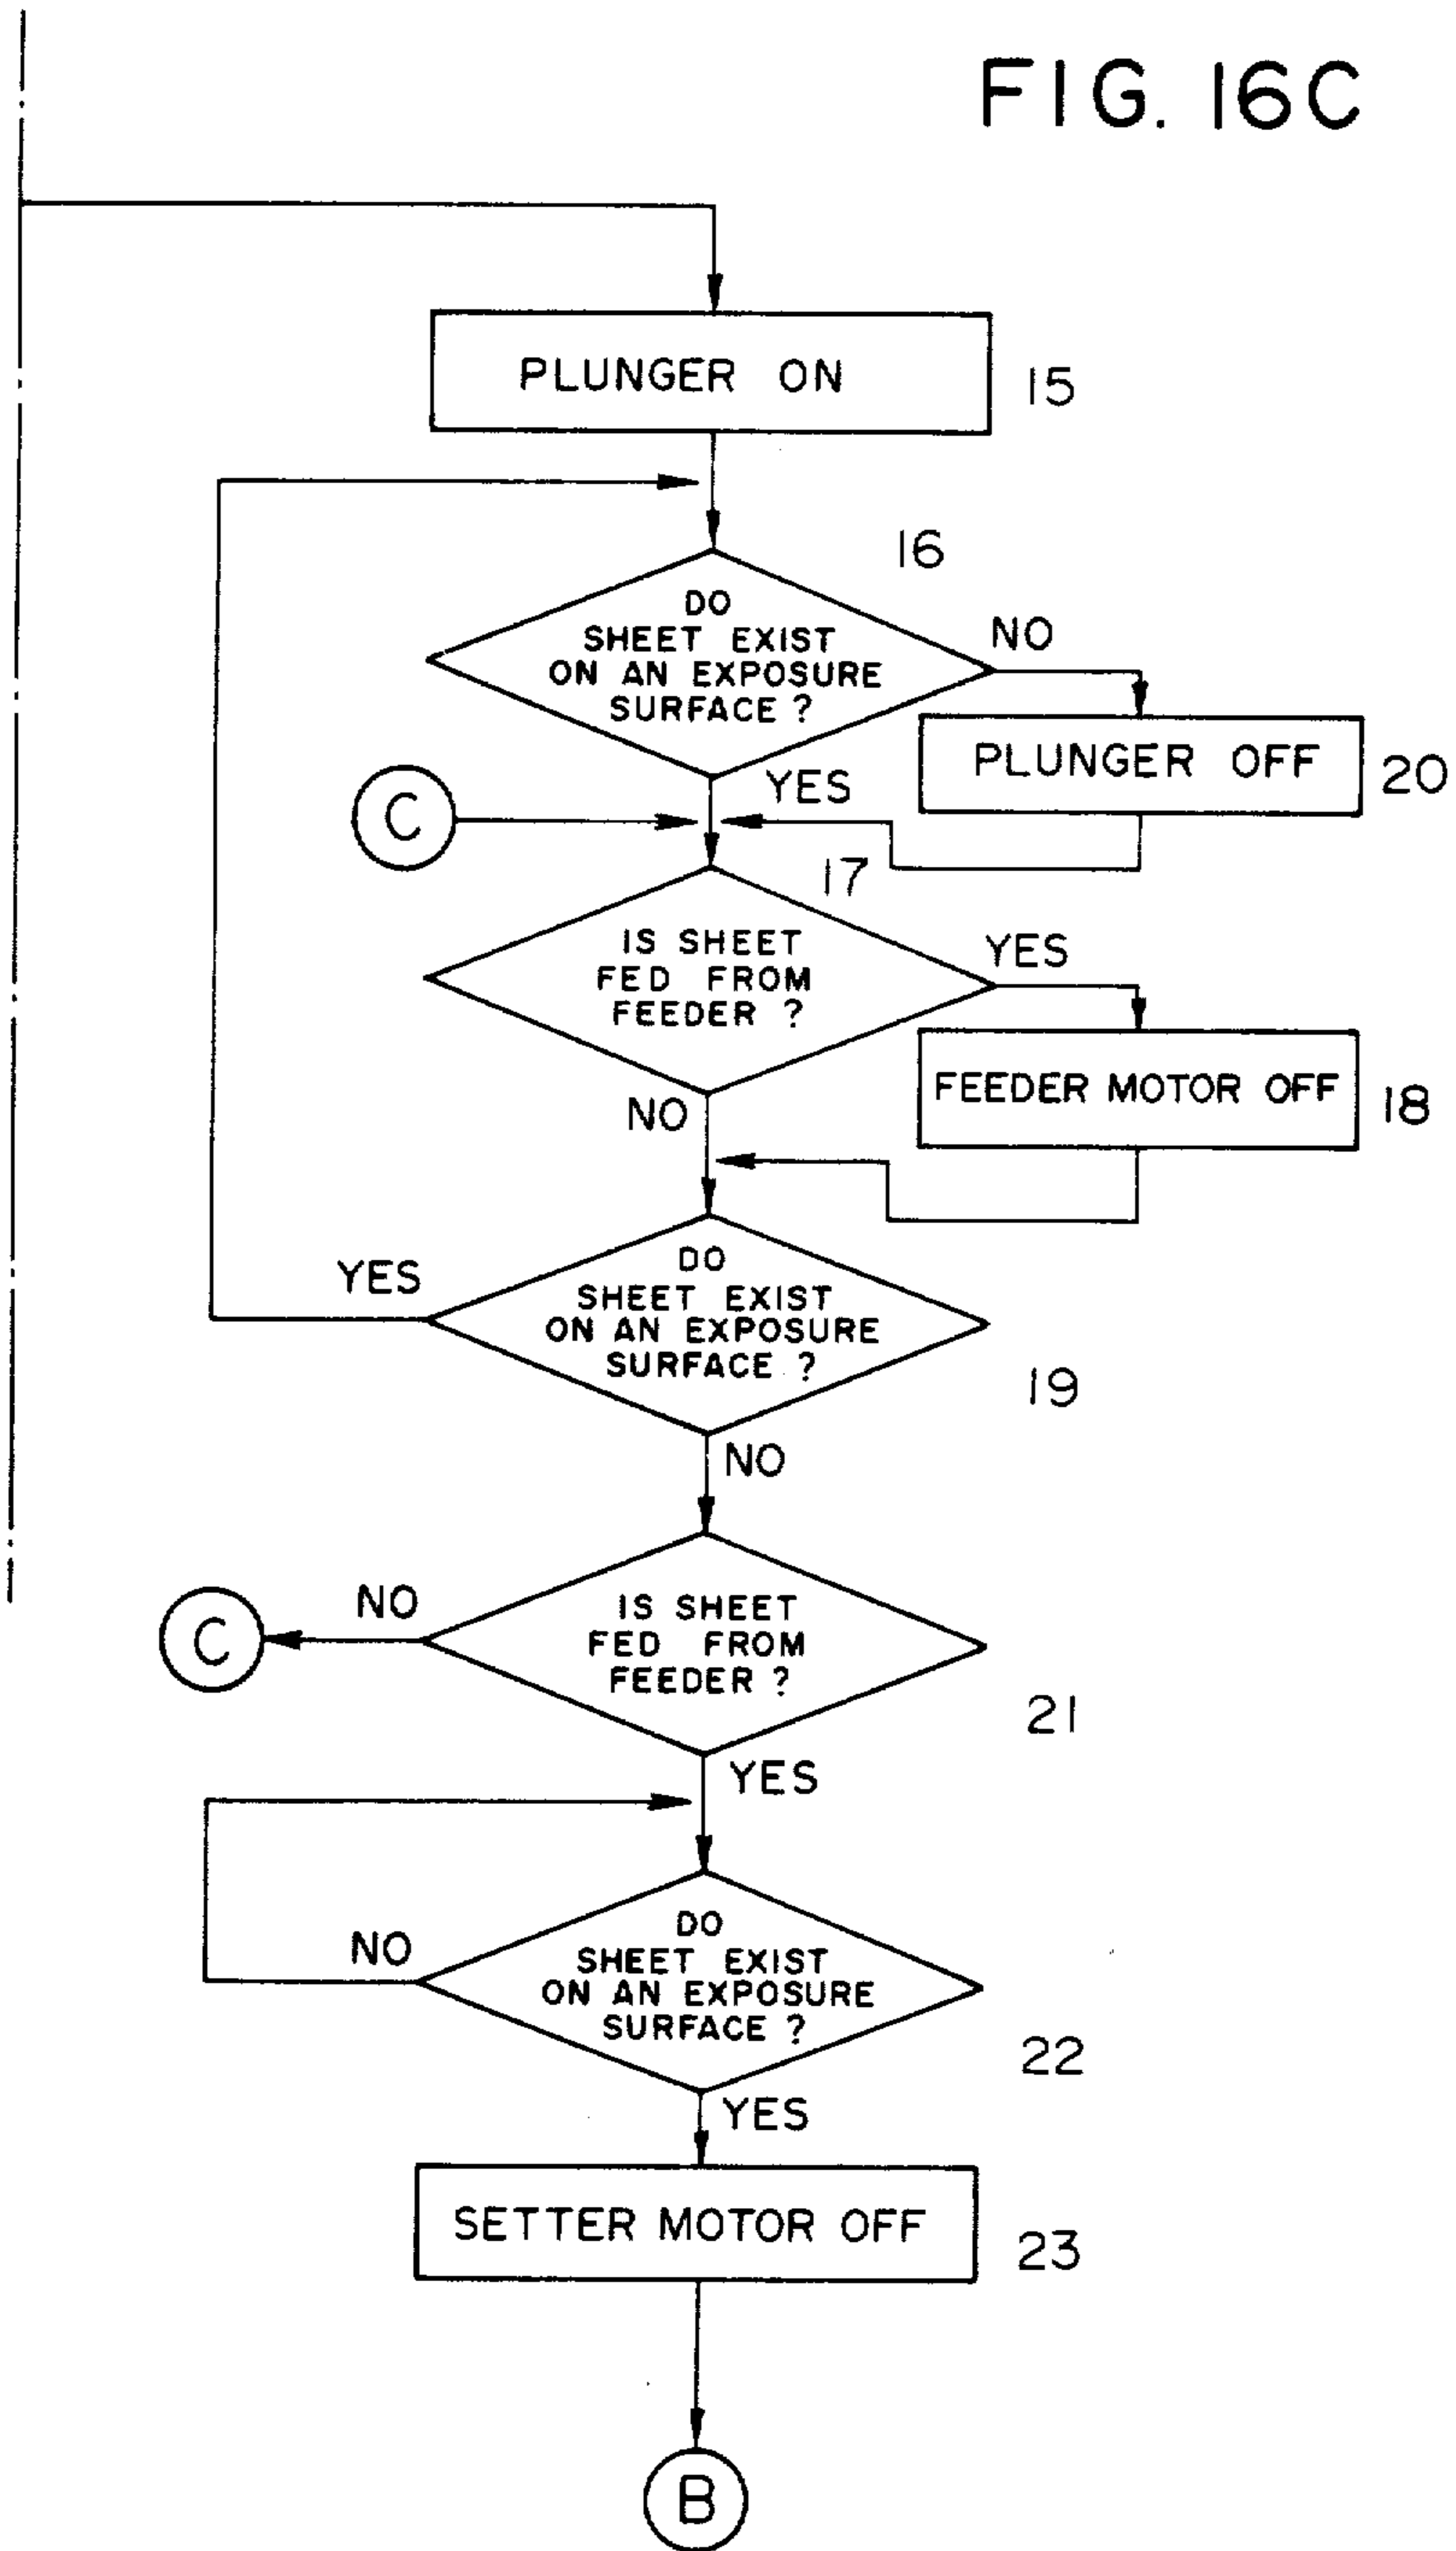 FIG. 16C
PLUNGER ON
15
16
DO
SHEET EXIST
ON AN EXPOSURE
SURFACE ?
NO
PLUNGER OFF
20
YES
C
17
IS SHEET
FED FROM
FEEDER ?
YES
FEEDER MOTOR OFF
18
NO
DO
SHEET EXIST
ON AN EXPOSURE
SURFACE ?
YES
19
NO
IS SHEET
FED FROM
FEEDER ?
NO
C
21
YES
DO
SHEET EXIST
ON AN EXPOSURE
SURFACE ?
NO
22
YES
SETTER MOTOR OFF
23
B